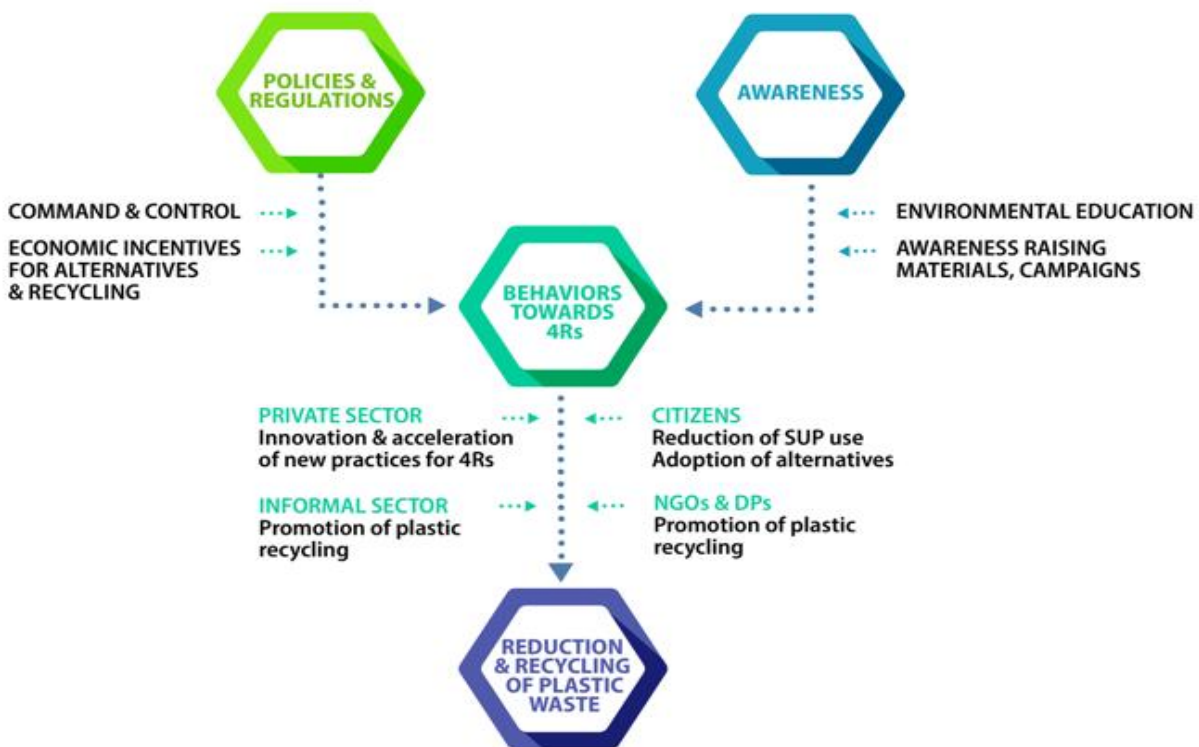 POLICIES &
REGULATIONS
AWARENESS
COMMAND & CONTROL
ECONOMIC INCENTIVES
FOR ALTERNATIVES
& RECYCLING
ENVIRONMENTAL EDUCATION
AWARENESS RAISING
MATERIALS, CAMPAIGNS
BEHAVIORS
TOWARDS
4Rs
PRIVATE SECTOR
Innovation & acceleration
of new practices for 4Rs
CITIZENS
Reduction of SUP use
Adoption of alternatives
INFORMAL SECTOR
Promotion of plastic
recycling
NGOs & DPs
Promotion of plastic
recycling
REDUCTION
& RECYCLING
OF PLASTIC
WASTE